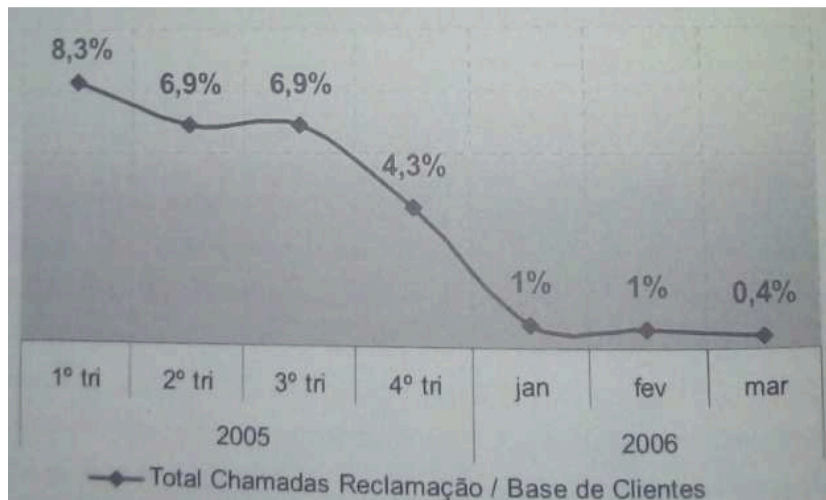 8,3%
6,9%
6,9%
4,3%
1%
1%
0,4%
1º tri
2º tri
3º tri
4º tri
jan
fev
mar
2005
2006
Total Chamadas Reclamação / Base de Clientes